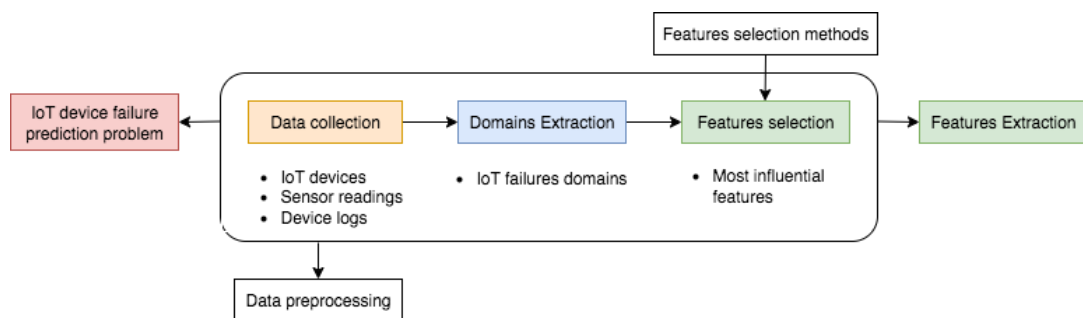 Features selection methods
IoT device failure
prediction problem
Data collection
Domains Extraction
Features selection
Features Extraction
• IoT devices
• Sensor readings
• Device logs
• IoT failures domains
• Most influential
features
Data preprocessing